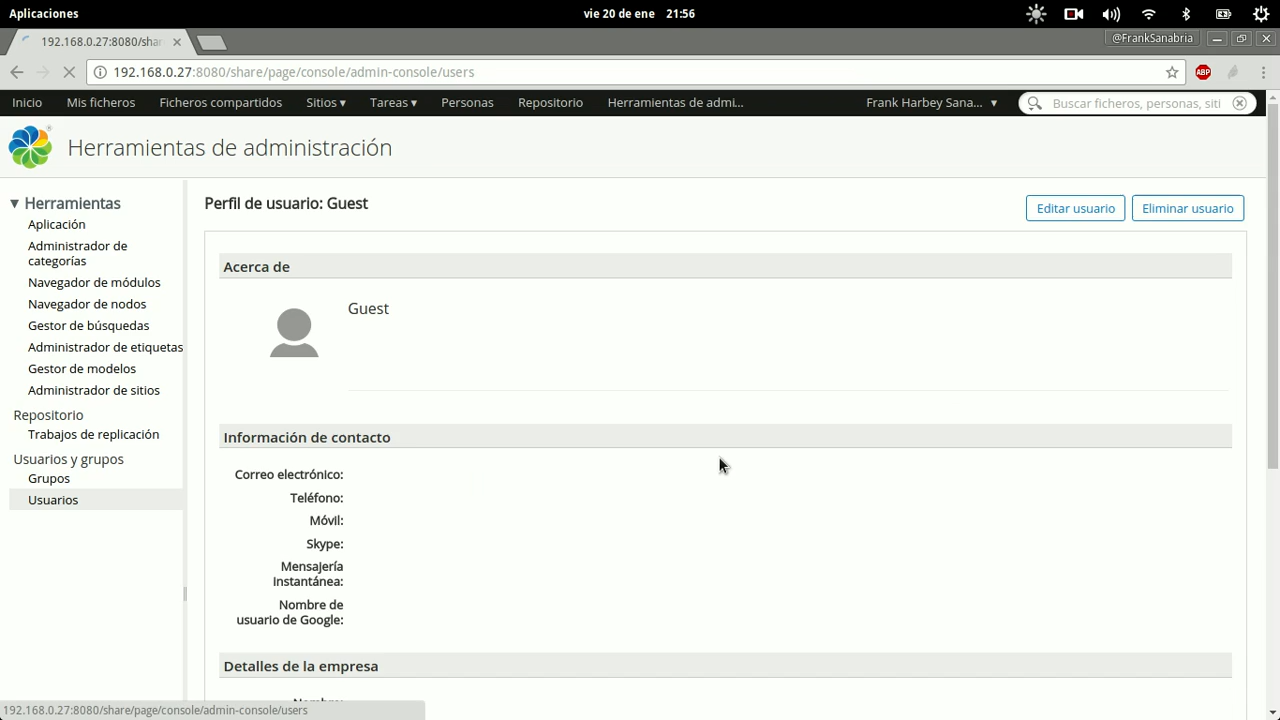 Aplicaciones
vie 20 de ene 21:56
192.168.0.27:8080/sha
@FrankSanabria
192.168.0.27:8080/share/page/console/admin-console/users
ABP
Inicio Mis ficheros Ficheros compartidos Sitios ▾ Tareas ▾ Personas Repositorio Herramientas de admi... Frank Harbey Sana... ▾ Buscar ficheros, personas, siti
Herramientas de administración
▼ Herramientas
Aplicación
Administrador de
categorías
Navegador de módulos
Navegador de nodos
Gestor de búsquedas
Administrador de etiquetas
Gestor de modelos
Administrador de sitios
Repositorio
Trabajos de replicación
Usuarios y grupos
Grupos
Usuarios
Perfil de usuario: Guest
Editar usuario
Eliminar usuario
Acerca de
Guest
Información de contacto
Correo electrónico:
Teléfono:
Móvil:
Skype:
Mensajería
Instantánea:
Nombre de
usuario de Google:
Detalles de la empresa
Nombre:
192.168.0.27:8080/share/page/console/admin-console/users